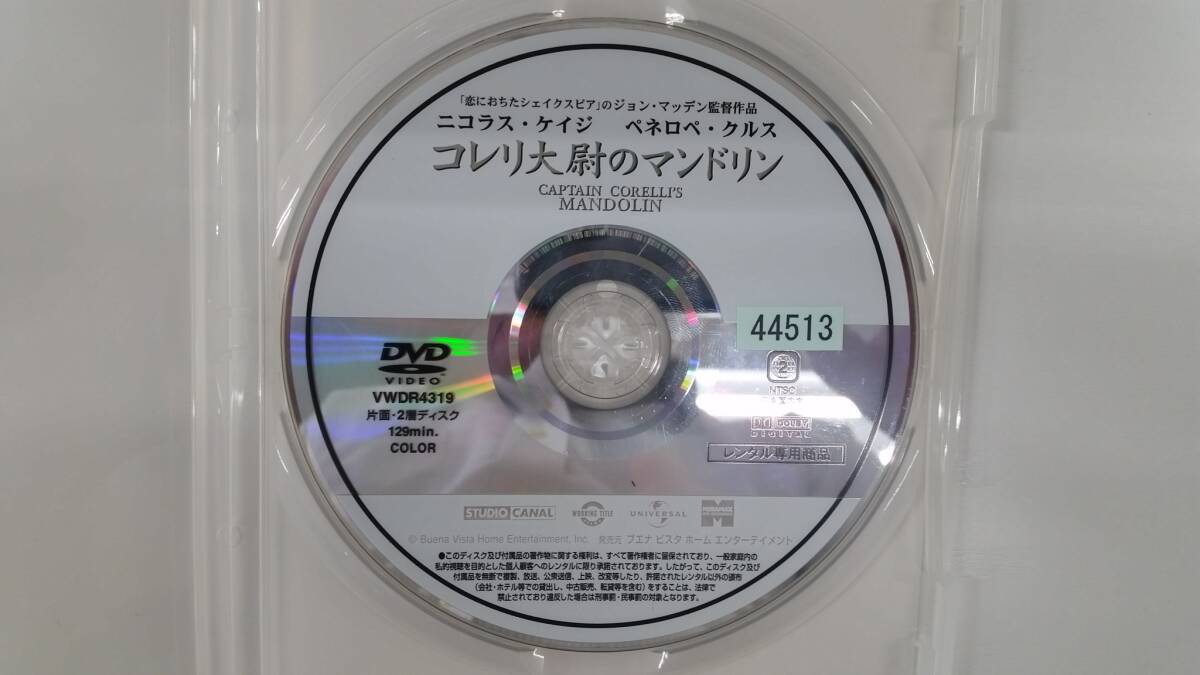 「恋におちたシェイクスピア」のジョン・マッデン監督作品
ニコラス・ケイジ ペネロペ・クルス
コレリ大尉のマンドリン
CAPTAIN CORELLI'S
MANDOLIN
44513
DVD
VIDEO
VWDR4319
片面・2層ディスク
129min.
COLOR
2
NTSC
DOLBY
DIGITAL
レンタル専用商品
STUDIO CANAL
WORKING TITLE
UNIVERSAL
MIRAMAX
© Buena Vista Home Entertainment, Inc. 発売元 ブエナ ビスタ ホーム エンターテイメント
●このディスク及び付属品の著作物に関する権利は、すべて著作権者に留保されており、一般家庭内の
私的視聴を目的とした個人顧客へのレンタルに限り承諾されております。したがって、このディスク及び
付属品を無断で複製、放送、公衆送信、上映、改変等したり、許諾されたレンタル以外の頒布
（会社・ホテル等での貸出し、中古販売、転貸等を含む）をすることは、法律で
禁止されており違反した場合は刑事罰・民事罰の対象となります。